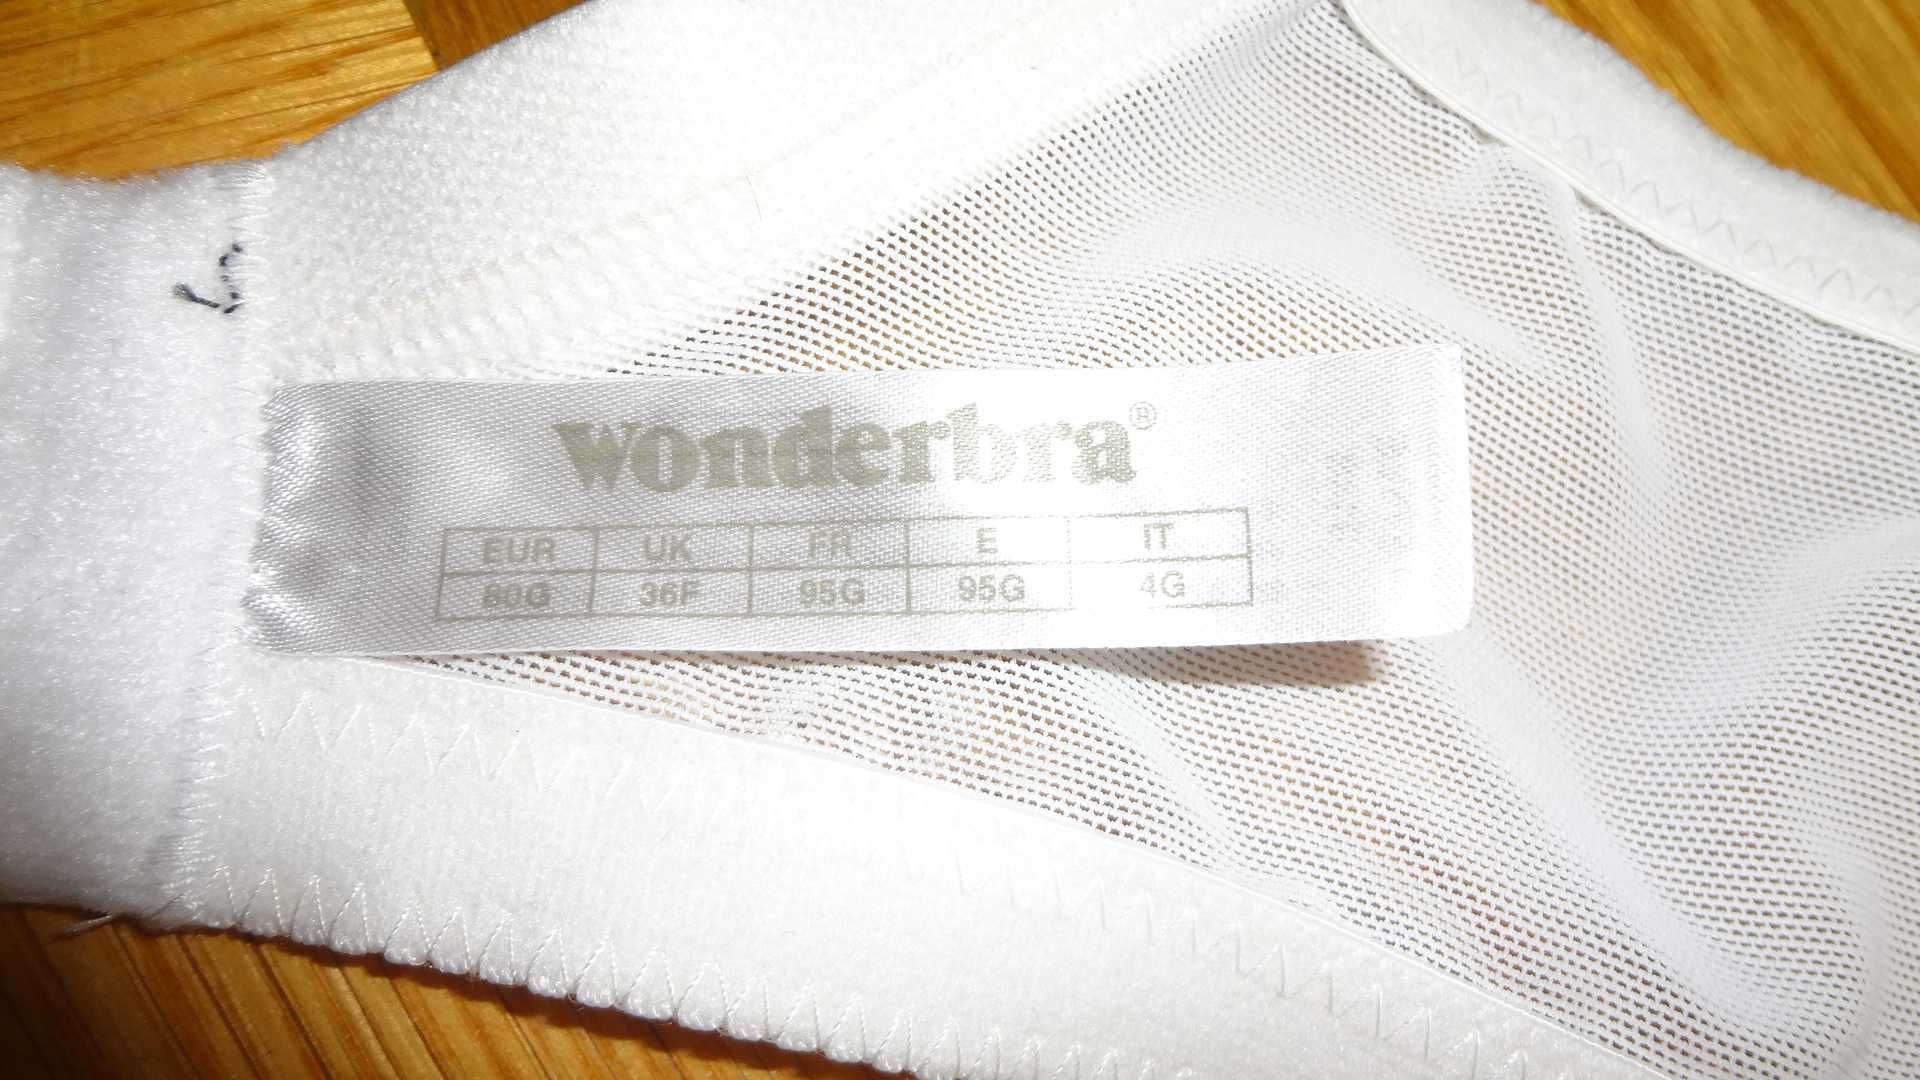 wonderbra®
EUR UK FR E IT
80G 36F 95G 95G 4G